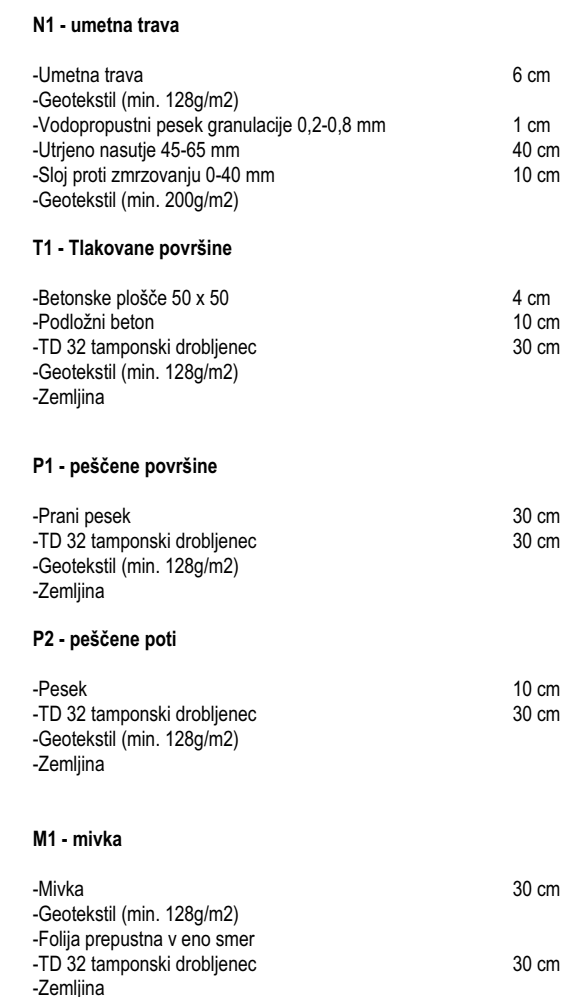 N1 - umetna trava
-Umetna trava 6 cm
-Geotekstil (min. 128g/m2)
-Vodopropustni pesek granulacije 0,2-0,8 mm 1 cm
-Utrjeno nasutje 45-65 mm 40 cm
-Sloj proti zmrzovanju 0-40 mm 10 cm
-Geotekstil (min. 200g/m2)
T1 - Tlakovane površine
-Betonske plošče 50 x 50 4 cm
-Podložni beton 10 cm
-TD 32 tamponski drobljenec 30 cm
-Geotekstil (min. 128g/m2)
-Zemljina
P1 - peščene površine
-Prani pesek 30 cm
-TD 32 tamponski drobljenec 30 cm
-Geotekstil (min. 128g/m2)
-Zemljina
P2 - peščene poti
-Pesek 10 cm
-TD 32 tamponski drobljenec 30 cm
-Geotekstil (min. 128g/m2)
-Zemljina
M1 - mivka
-Mivka 30 cm
-Geotekstil (min. 128g/m2)
-Folija prepustna v eno smer
-TD 32 tamponski drobljenec 30 cm
-Zemljina